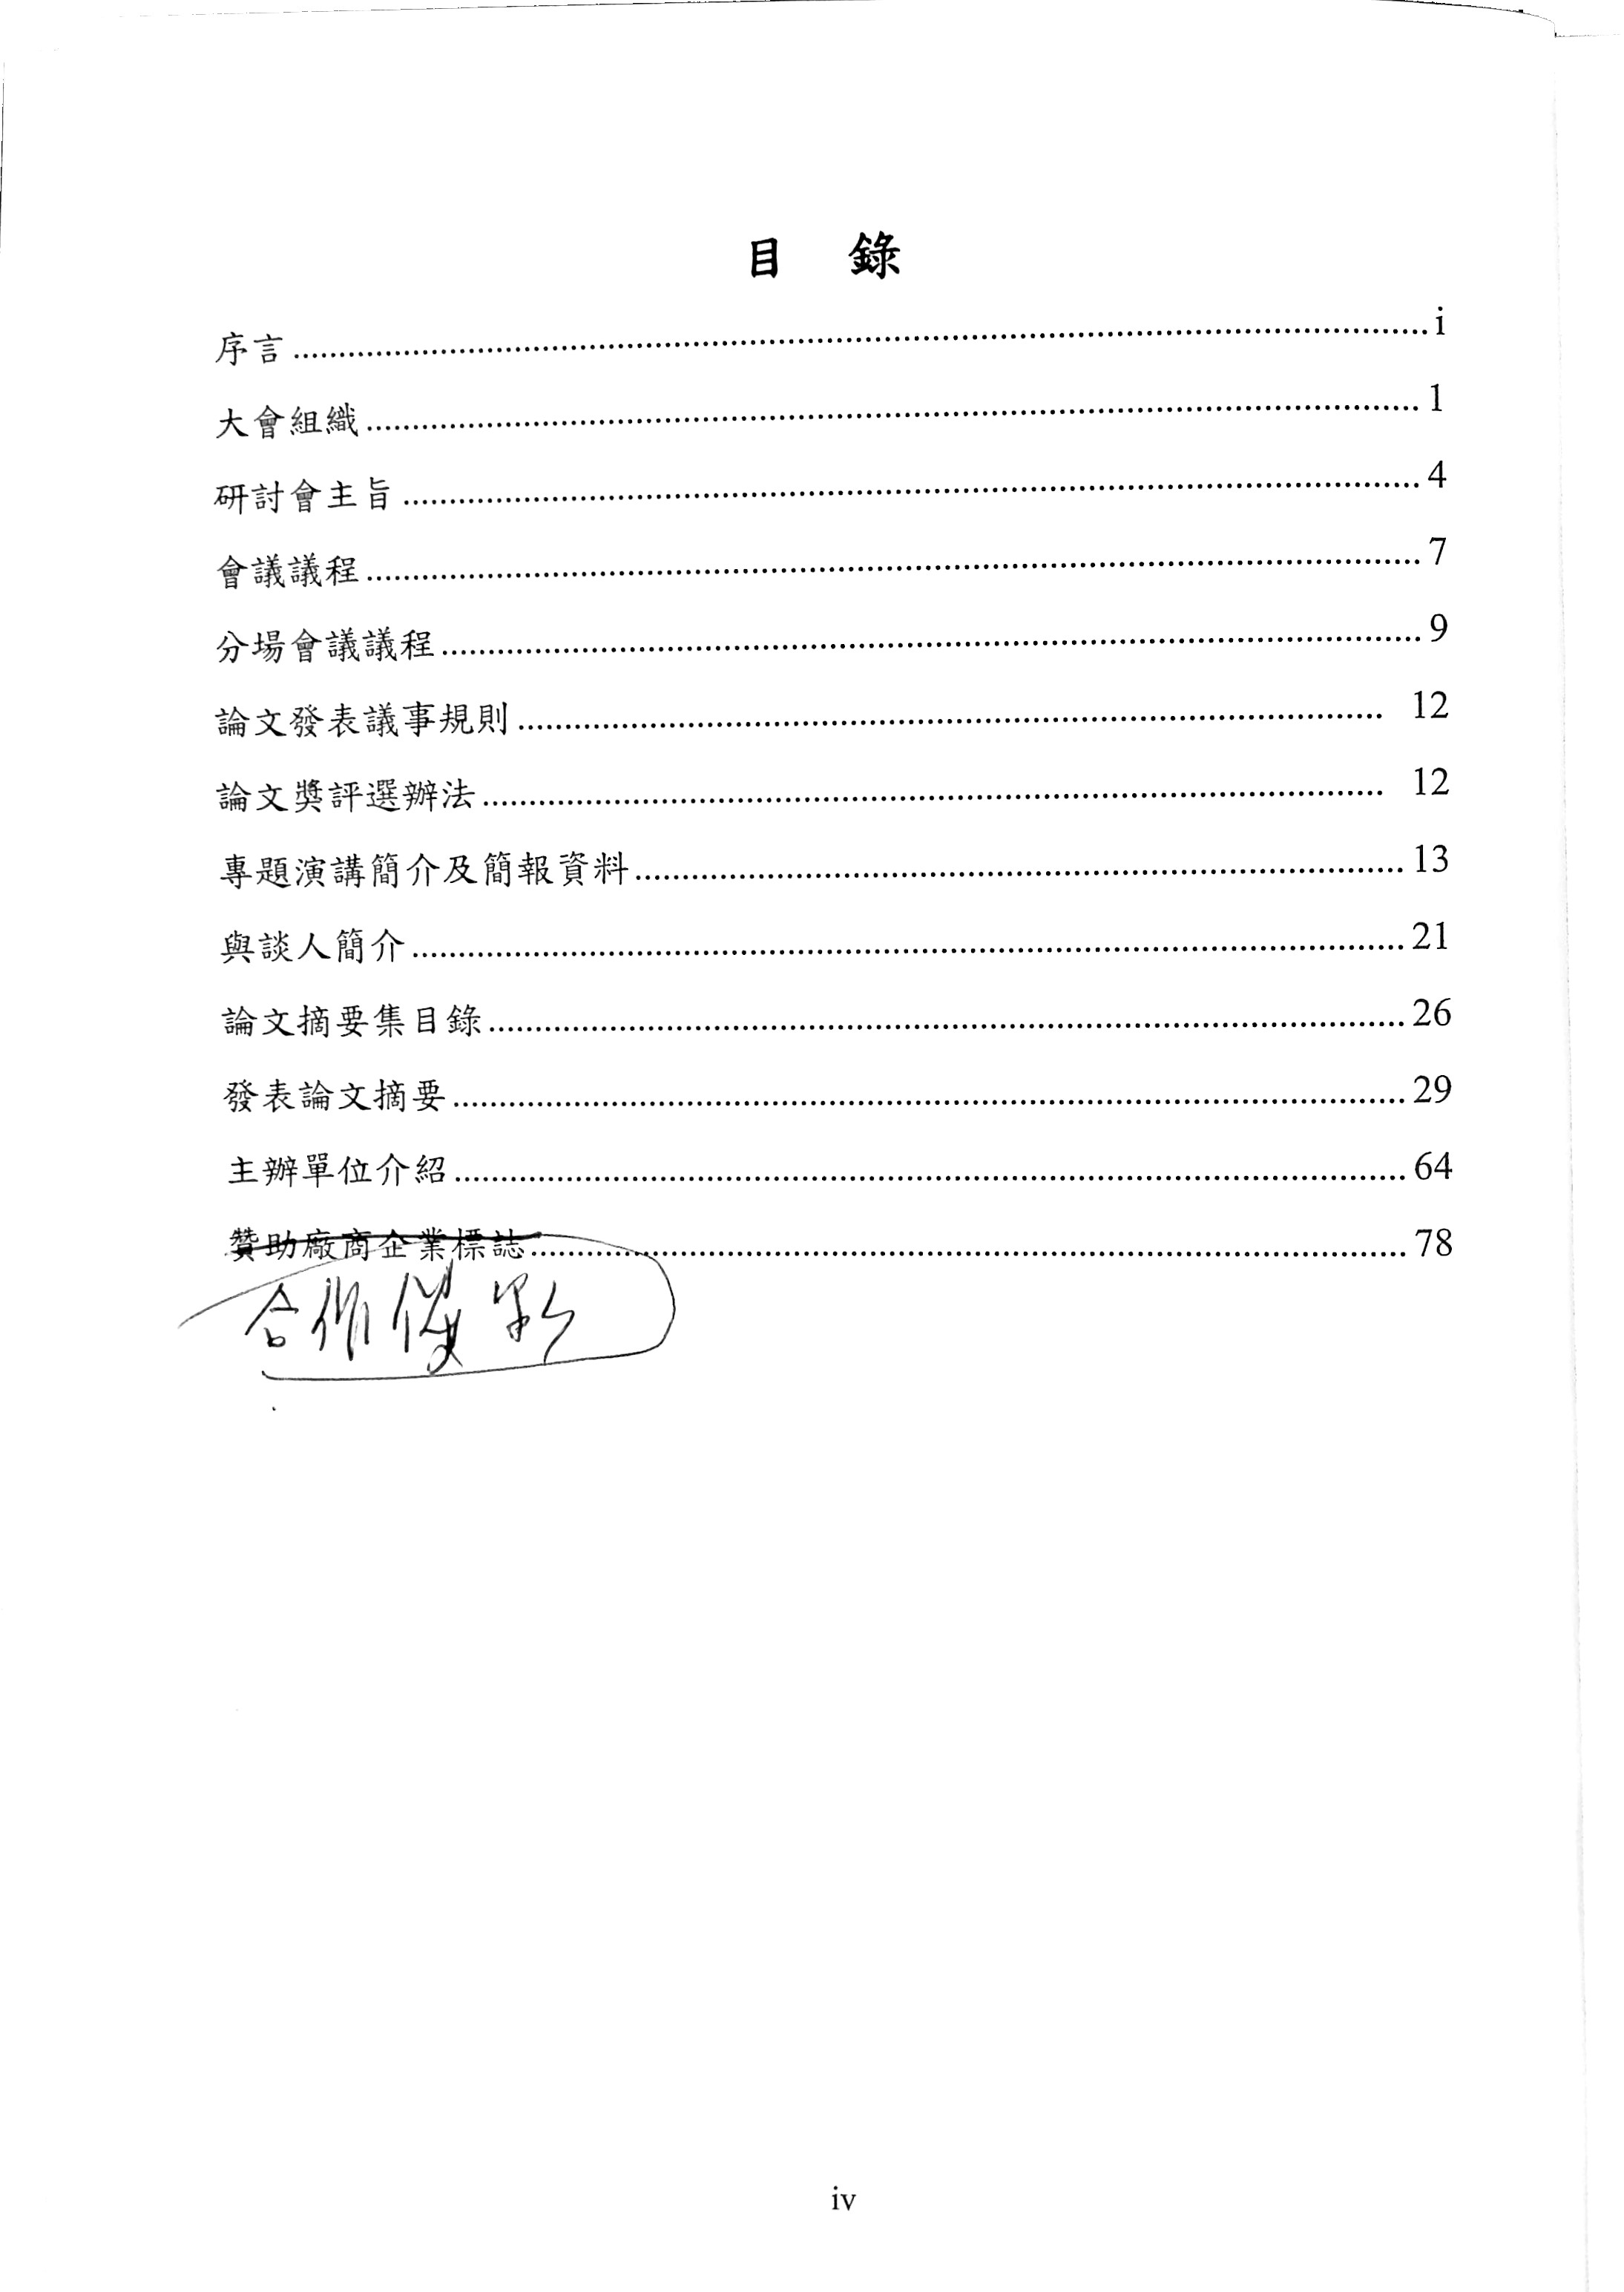 目 錄
序言 ........ i
大會組織 ........ 1
研討會主旨 ........ 4
會議議程 ........ 7
分場會議議程 ........ 9
論文發表議事規則 ........ 12
論文獎評選辦法 ........ 12
專題演講簡介及簡報資料 ........ 13
與談人簡介 ........ 21
論文摘要集目錄 ........ 26
發表論文摘要 ........ 29
主辦單位介紹 ........ 64
贊助廠商企業標誌 ........ 78
合作
iv